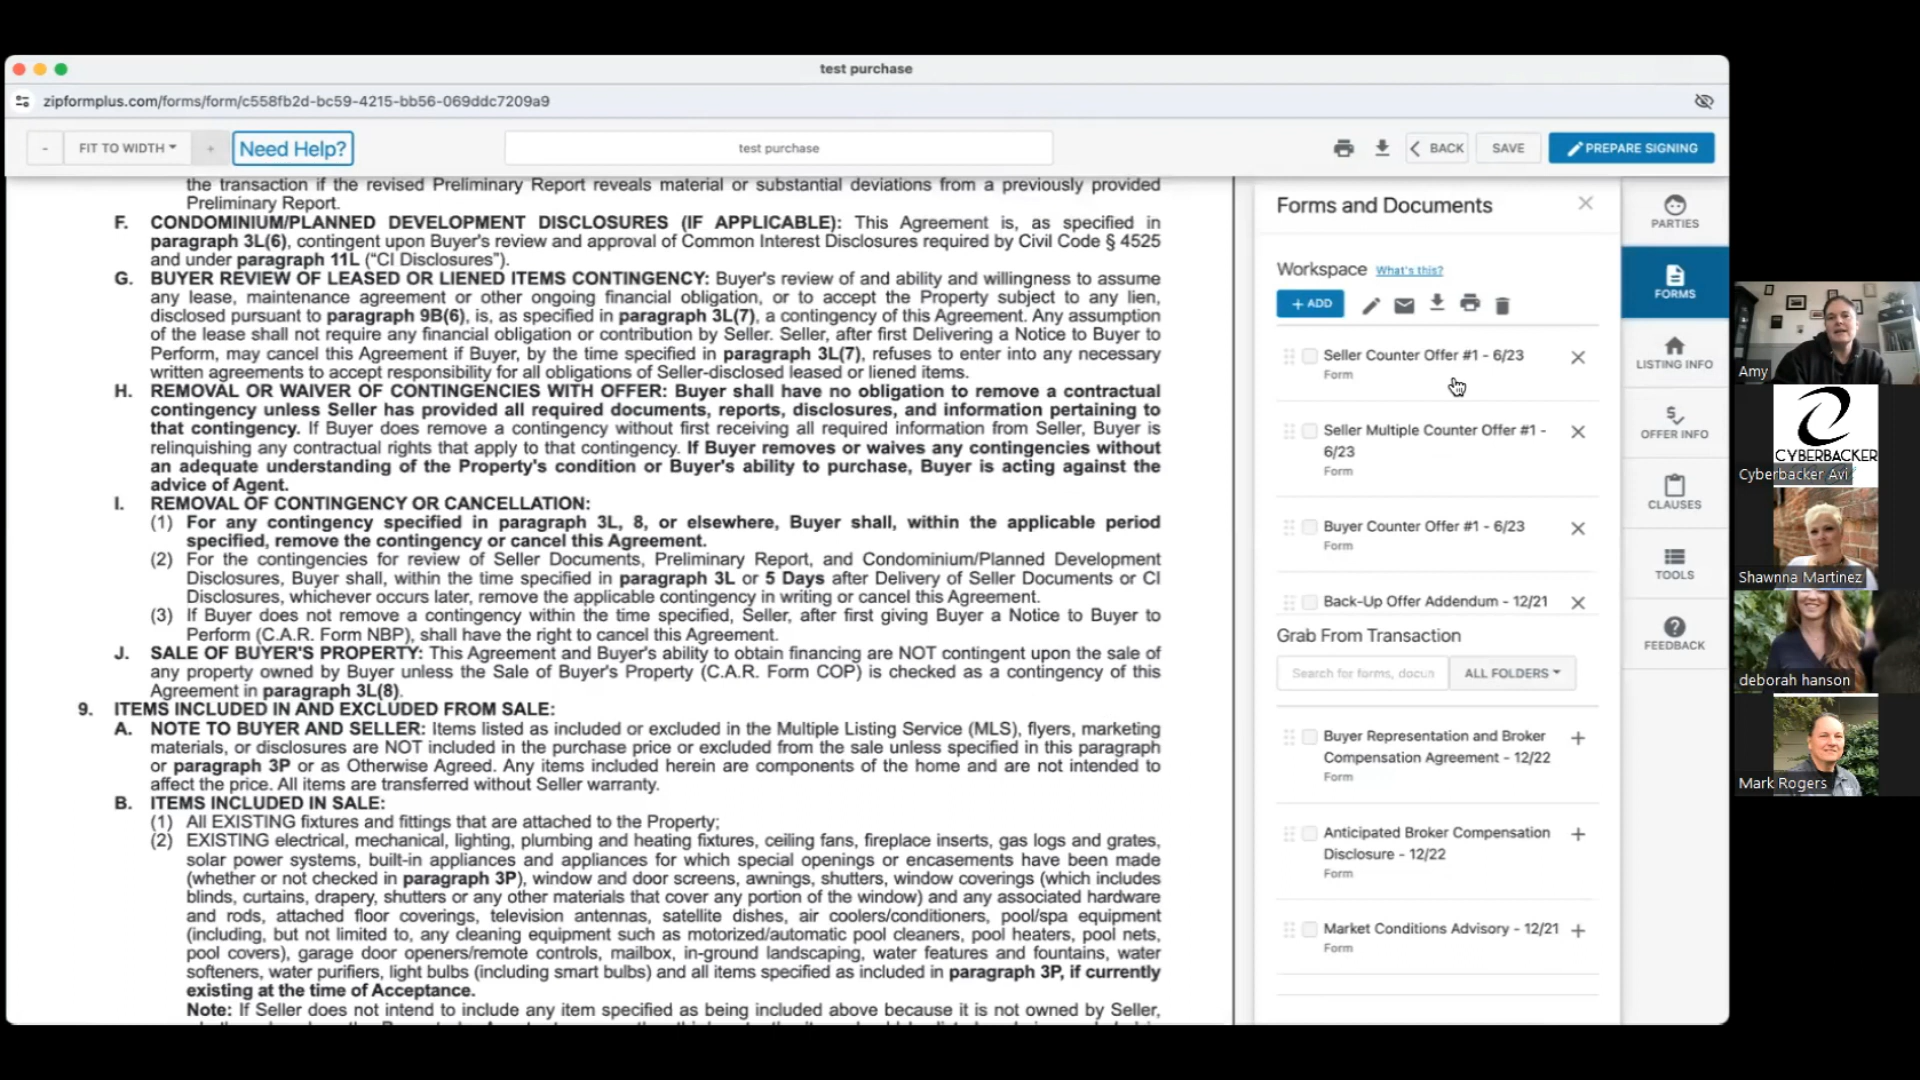 test purchase
zipformplus.com/forms/form/c558fb2d-bc59-4215-bb56-069ddc7209a9
- FIT TO WIDTH + Need Help? test purchase BACK SAVE PREPARE SIGNING
the transaction if the revised Preliminary Report reveals material or substantial deviations from a previously provided
Preliminary Report.
F. CONDOMINIUM/PLANNED DEVELOPMENT DISCLOSURES (IF APPLICABLE): This Agreement is, as specified in
paragraph 3L(6), contingent upon Buyer's review and approval of Common Interest Disclosures required by Civil Code § 4525
and under paragraph 11L ("CI Disclosures").
G. BUYER REVIEW OF LEASED OR LIENED ITEMS CONTINGENCY: Buyer's review of and ability and willingness to assume
any lease, maintenance agreement or other ongoing financial obligation, or to accept the Property subject to any lien,
disclosed pursuant to paragraph 9B(6), is, as specified in paragraph 3L(7), a contingency of this Agreement. Any assumption
of the lease shall not require any financial obligation or contribution by Seller. Seller, after first Delivering a Notice to Buyer to
Perform, may cancel this Agreement if Buyer, by the time specified in paragraph 3L(7), refuses to enter into any necessary
written agreements to accept responsibility for all obligations of Seller-disclosed leased or liened items.
H. REMOVAL OR WAIVER OF CONTINGENCIES WITH OFFER: Buyer shall have no obligation to remove a contractual
contingency unless Seller has provided all required documents, reports, disclosures, and information pertaining to
that contingency. If Buyer does remove a contingency without first receiving all required information from Seller, Buyer is
relinquishing any contractual rights that apply to that contingency. If Buyer removes or waives any contingencies without
an adequate understanding of the Property's condition or Buyer's ability to purchase, Buyer is acting against the
advice of Agent.
I. REMOVAL OF CONTINGENCY OR CANCELLATION:
(1) For any contingency specified in paragraph 3L, 8, or elsewhere, Buyer shall, within the applicable period
specified, remove the contingency or cancel this Agreement.
(2) For the contingencies for review of Seller Documents, Preliminary Report, and Condominium/Planned Development
Disclosures, Buyer shall, within the time specified in paragraph 3L or 5 Days after Delivery of Seller Documents or CI
Disclosures, whichever occurs later, remove the applicable contingency in writing or cancel this Agreement.
(3) If Buyer does not remove a contingency within the time specified, Seller, after first giving Buyer a Notice to Buyer to
Perform (C.A.R. Form NBP), shall have the right to cancel this Agreement.
J. SALE OF BUYER'S PROPERTY: This Agreement and Buyer's ability to obtain financing are NOT contingent upon the sale of
any property owned by Buyer unless the Sale of Buyer's Property (C.A.R. Form COP) is checked as a contingency of this
Agreement in paragraph 3L(8).
9. ITEMS INCLUDED IN AND EXCLUDED FROM SALE:
A. NOTE TO BUYER AND SELLER: Items listed as included or excluded in the Multiple Listing Service (MLS), flyers, marketing
materials, or disclosures are NOT included in the purchase price or excluded from the sale unless specified in this paragraph
or paragraph 3P or as Otherwise Agreed. Any items included herein are components of the home and are not intended to
affect the price. All items are transferred without Seller warranty.
B. ITEMS INCLUDED IN SALE:
(1) All EXISTING fixtures and fittings that are attached to the Property;
(2) EXISTING electrical, mechanical, lighting, plumbing and heating fixtures, ceiling fans, fireplace inserts, gas logs and grates,
solar power systems, built-in appliances and appliances for which special openings or encasements have been made
(whether or not checked in paragraph 3P), window and door screens, awnings, shutters, window coverings (which includes
blinds, curtains, drapery, shutters or any other materials that cover any portion of the window) and any associated hardware
and rods, attached floor coverings, television antennas, satellite dishes, air coolers/conditioners, pool/spa equipment
(including, but not limited to, any cleaning equipment such as motorized/automatic pool cleaners, pool heaters, pool nets,
pool covers), garage door openers/remote controls, mailbox, in-ground landscaping, water features and fountains, water
softeners, water purifiers, light bulbs (including smart bulbs) and all items specified as included in paragraph 3P, if currently
existing at the time of Acceptance.
Note: If Seller does not intend to include any item specified as being included above because it is not owned by Seller,
Forms and Documents
Workspace What's this?
+ ADD
Seller Counter Offer #1 - 6/23
Form
Seller Multiple Counter Offer #1 -
6/23
Form
Buyer Counter Offer #1 - 6/23
Form
Back-Up Offer Addendum - 12/21
Grab From Transaction
Search for forms, docun ALL FOLDERS
Buyer Representation and Broker
Compensation Agreement - 12/22
Form
Anticipated Broker Compensation
Disclosure - 12/22
Form
Market Conditions Advisory - 12/21
Form
PARTIES
FORMS
LISTING INFO
OFFER INFO
CLAUSES
TOOLS
FEEDBACK
Amy
CYBERBACKER
Cyberbacker Avi
Shawnna Martinez
deborah hanson
Mark Rogers